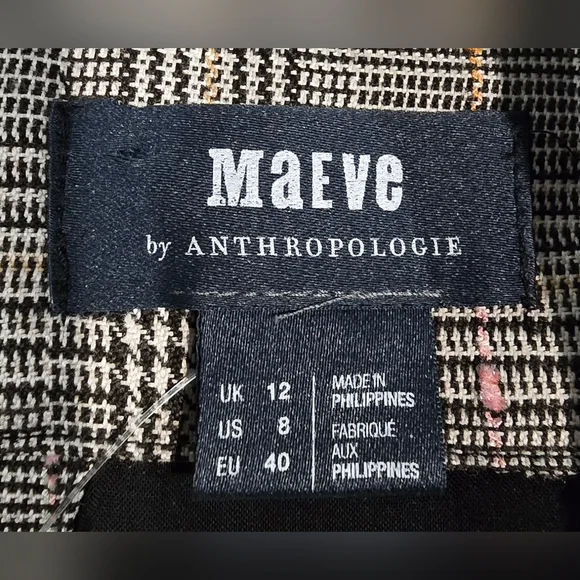 MaEVe
by ANTHROPOLOGIE
UK 12
US 8
EU 40
MADE IN
PHILIPPINES
FABRIQUÉ
AUX
PHILIPPINES